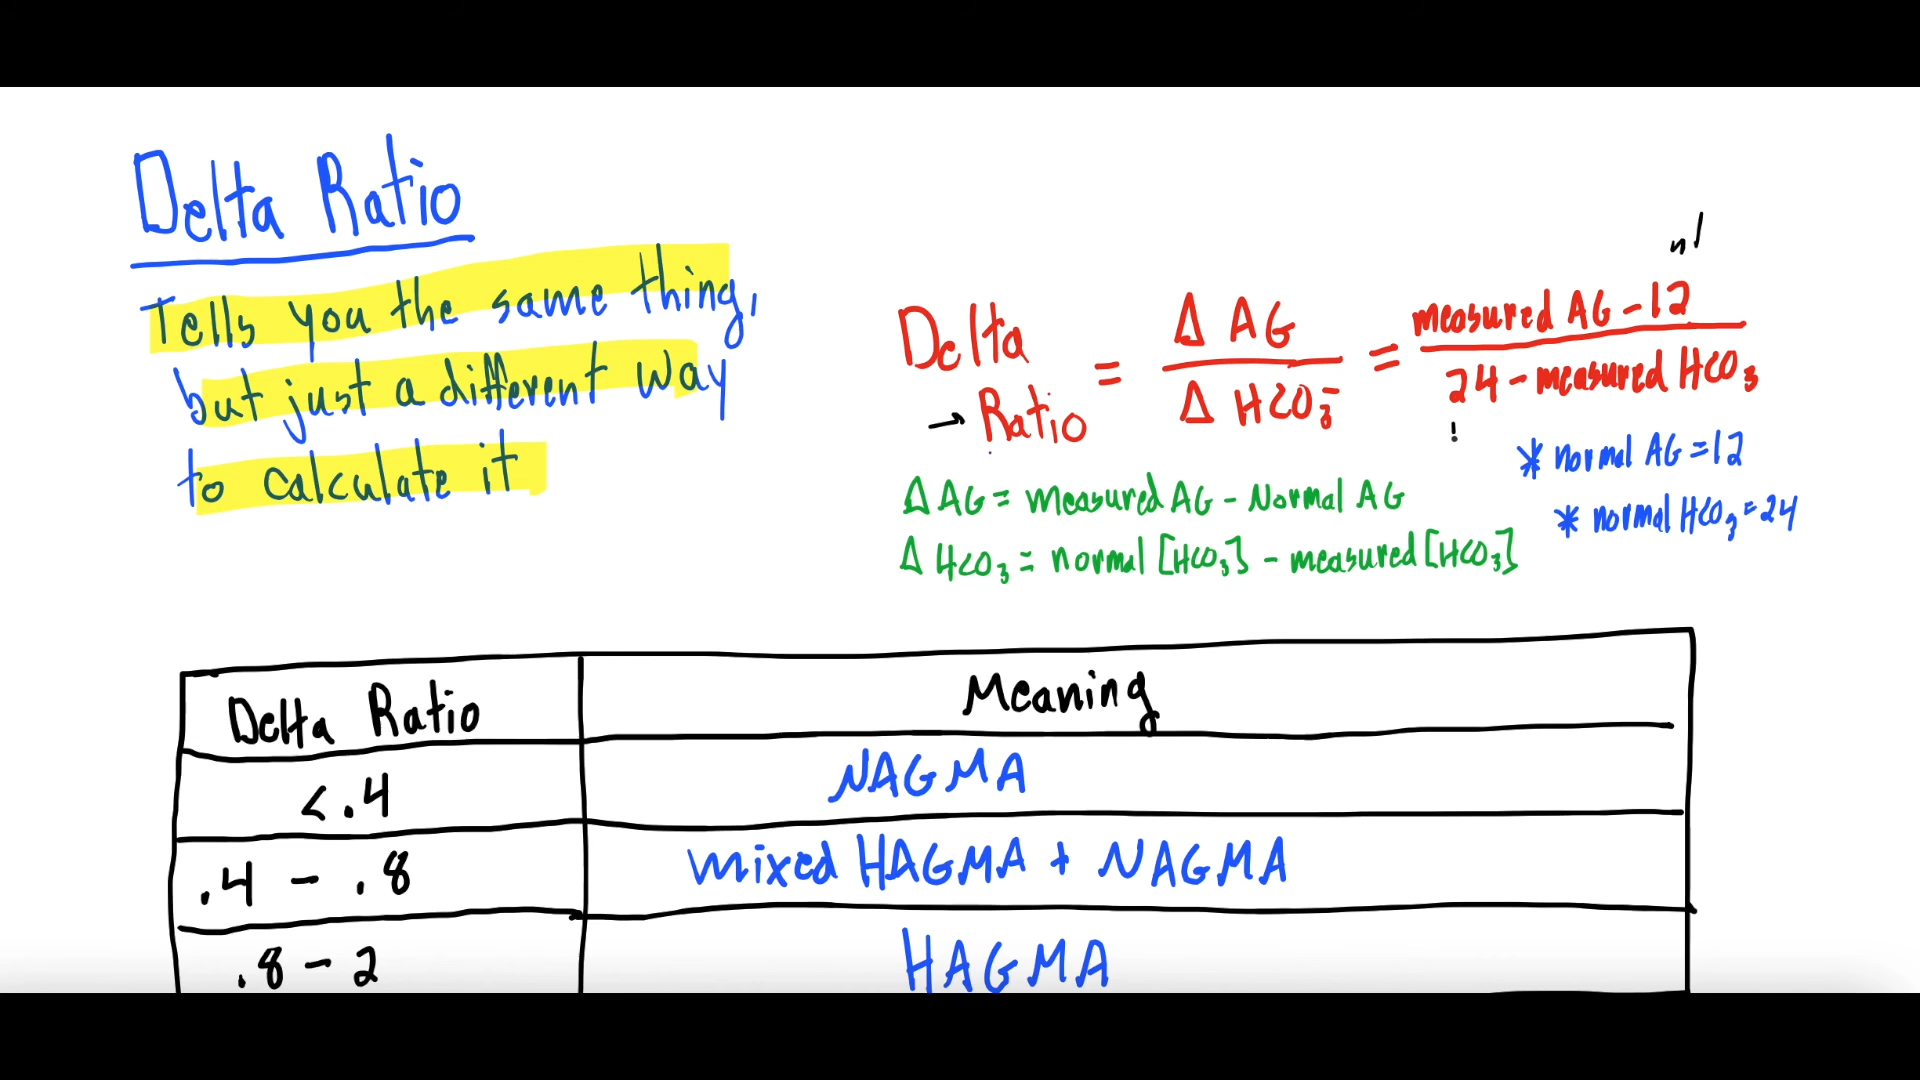 Delta Ratio
Tells you the same thing,
but just a different way
to calculate it
nl
Delta
→ Ratio = Δ AG / Δ HCO3⁻ = measured AG - 12 / 24 - measured HCO3
* normal AG = 12
* normal HCO3 = 24
Δ AG = measured AG - Normal AG
Δ HCO3 = normal [HCO3] - measured [HCO3]
Delta Ratio Meaning
< .4 NAGMA
.4 - .8 mixed HAGMA + NAGMA
.8 - 2 HAGMA